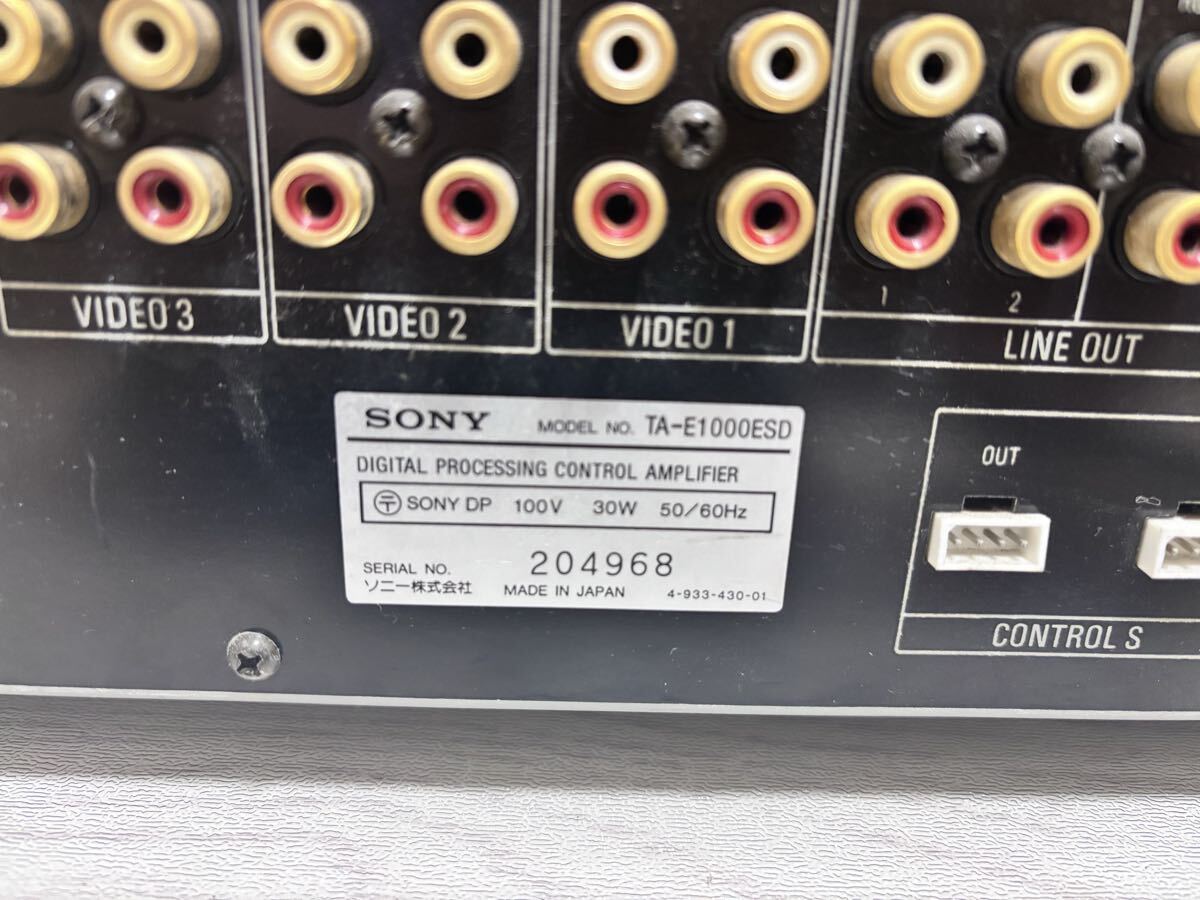 VIDEO 3
VIDEO 2
VIDEO 1
1
2
LINE OUT
SONY MODEL NO. TA-E1000ESD
DIGITAL PROCESSING CONTROL AMPLIFIER
〒 SONY DP 100V 30W 50/60Hz
SERIAL NO. 204968
ソニー株式会社 MADE IN JAPAN 4-933-430-01
OUT
CONTROL S